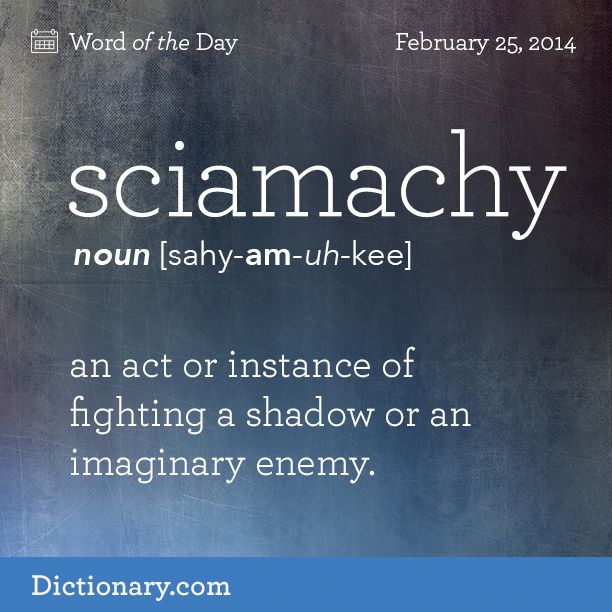 Word of the Day
February 25, 2014
sciamachy
noun [sahy-am-uh-kee]
an act or instance of
fighting a shadow or an
imaginary enemy.
Dictionary.com